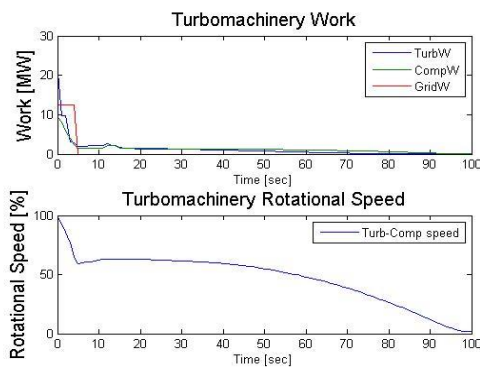 Turbomachinery Work
30
20
10
0
Work [MW]
TurbW
CompW
GridW
0 10 20 30 40 50 60 70 80 90 100
Time [sec]
Turbomachinery Rotational Speed
100
50
0
Rotational Speed [%]
Turb-Comp speed
0 10 20 30 40 50 60 70 80 90 100
Time [sec]